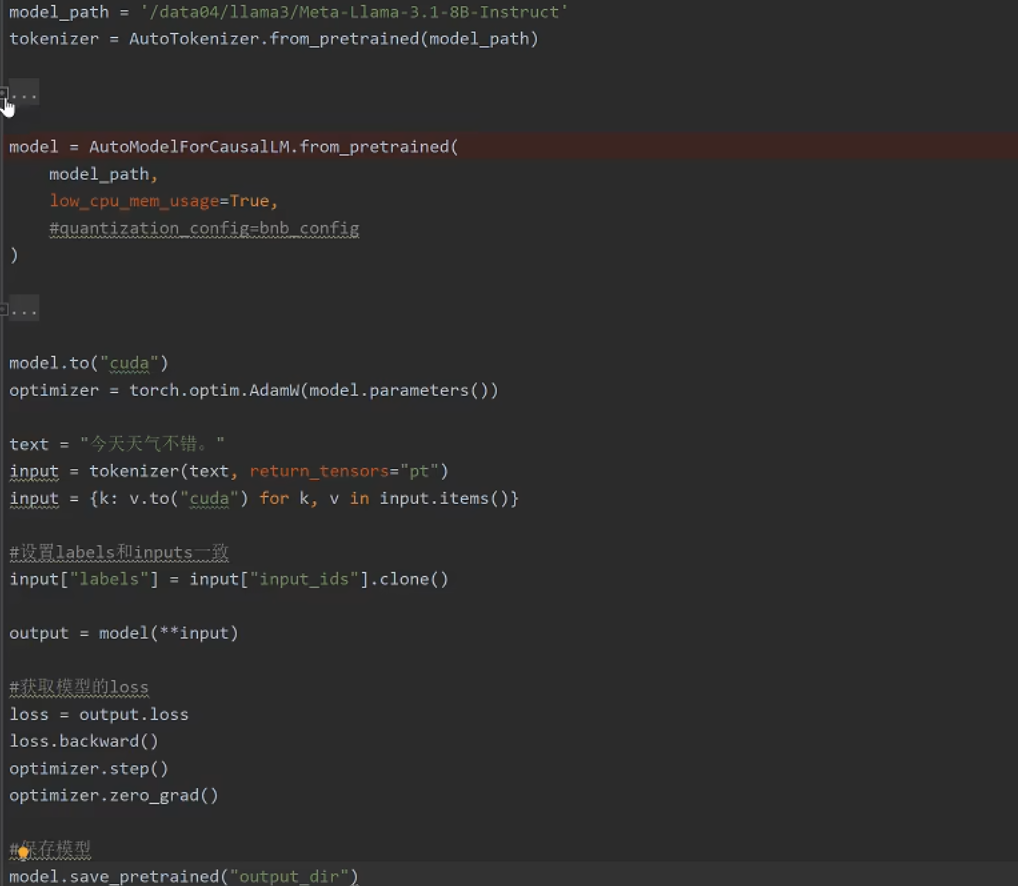 model_path = '/data04/llama3/Meta-Llama-3.1-8B-Instruct'
tokenizer = AutoTokenizer.from_pretrained(model_path)
...
model = AutoModelForCausalLM.from_pretrained(
    model_path,
    low_cpu_mem_usage=True,
    #quantization_config=bnb_config
)
...
model.to("cuda")
optimizer = torch.optim.AdamW(model.parameters())
text = "今天天气不错。"
input = tokenizer(text, return_tensors="pt")
input = {k: v.to("cuda") for k, v in input.items()}
#设置labels和inputs一致
input["labels"] = input["input_ids"].clone()
output = model(**input)
#获取模型的loss
loss = output.loss
loss.backward()
optimizer.step()
optimizer.zero_grad()
#保存模型
model.save_pretrained("output_dir")